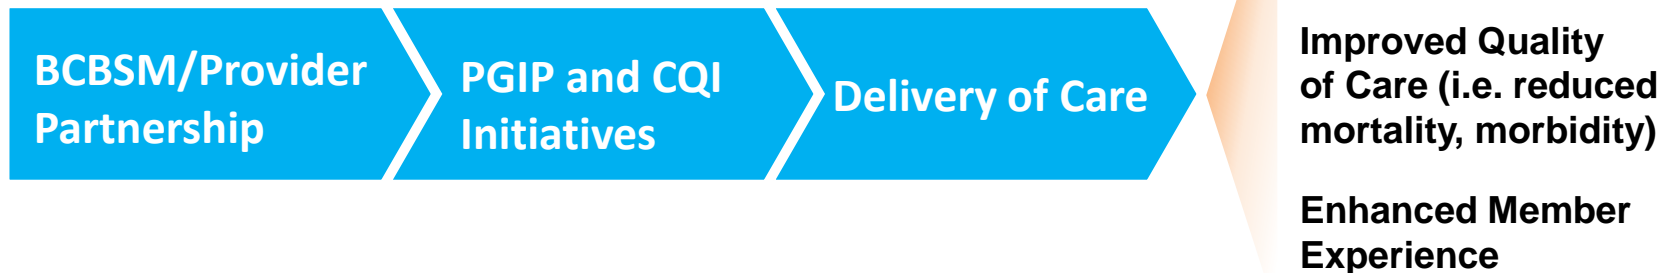 BCBSM/Provider
Partnership
PGIP and CQI
Initiatives
Delivery of Care
Improved Quality
of Care (i.e. reduced
mortality, morbidity)
Enhanced Member
Experience